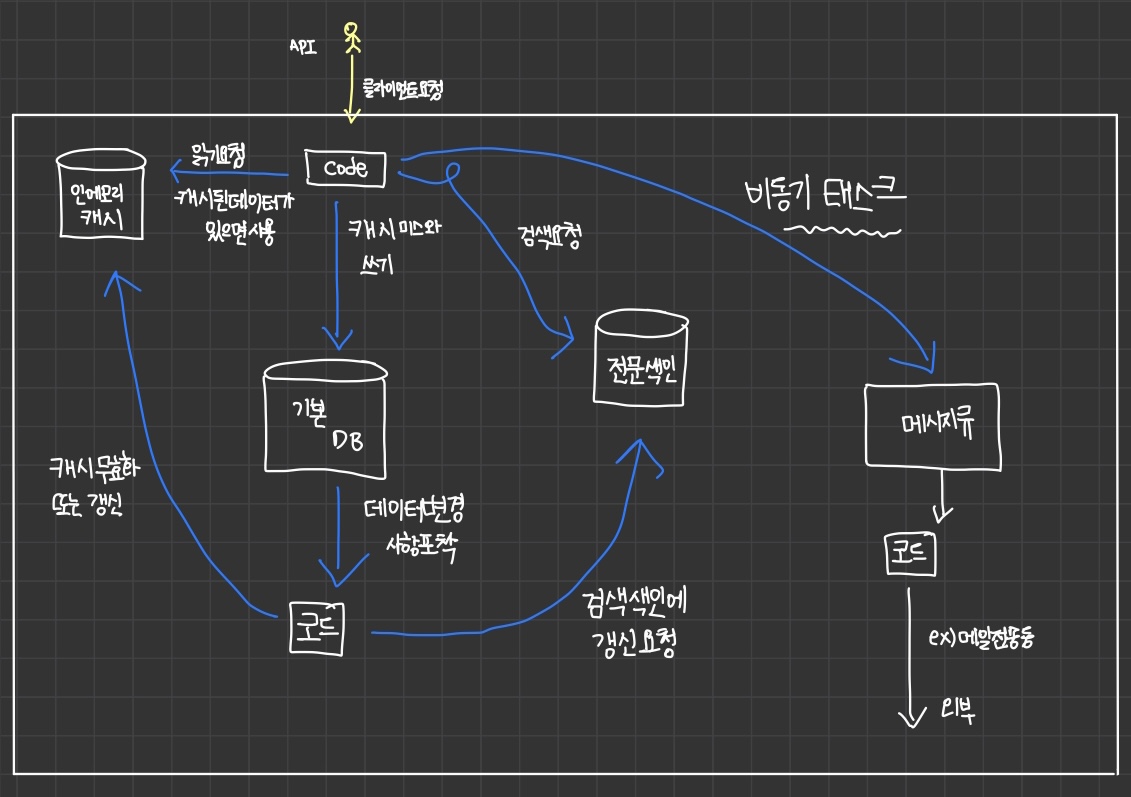 API
클라이언트요청
읽기요청
code
인메모리
캐시
캐시된데이터가
있으면사용
캐시 미스와
쓰기
검색요청
비동기 태스크
전문색인
기본
DB
메시지큐
캐시 무효화
또는 갱신
데이터변경
사항포착
코드
코드
검색색인에
갱신요청
ex) 메일전송등
외부